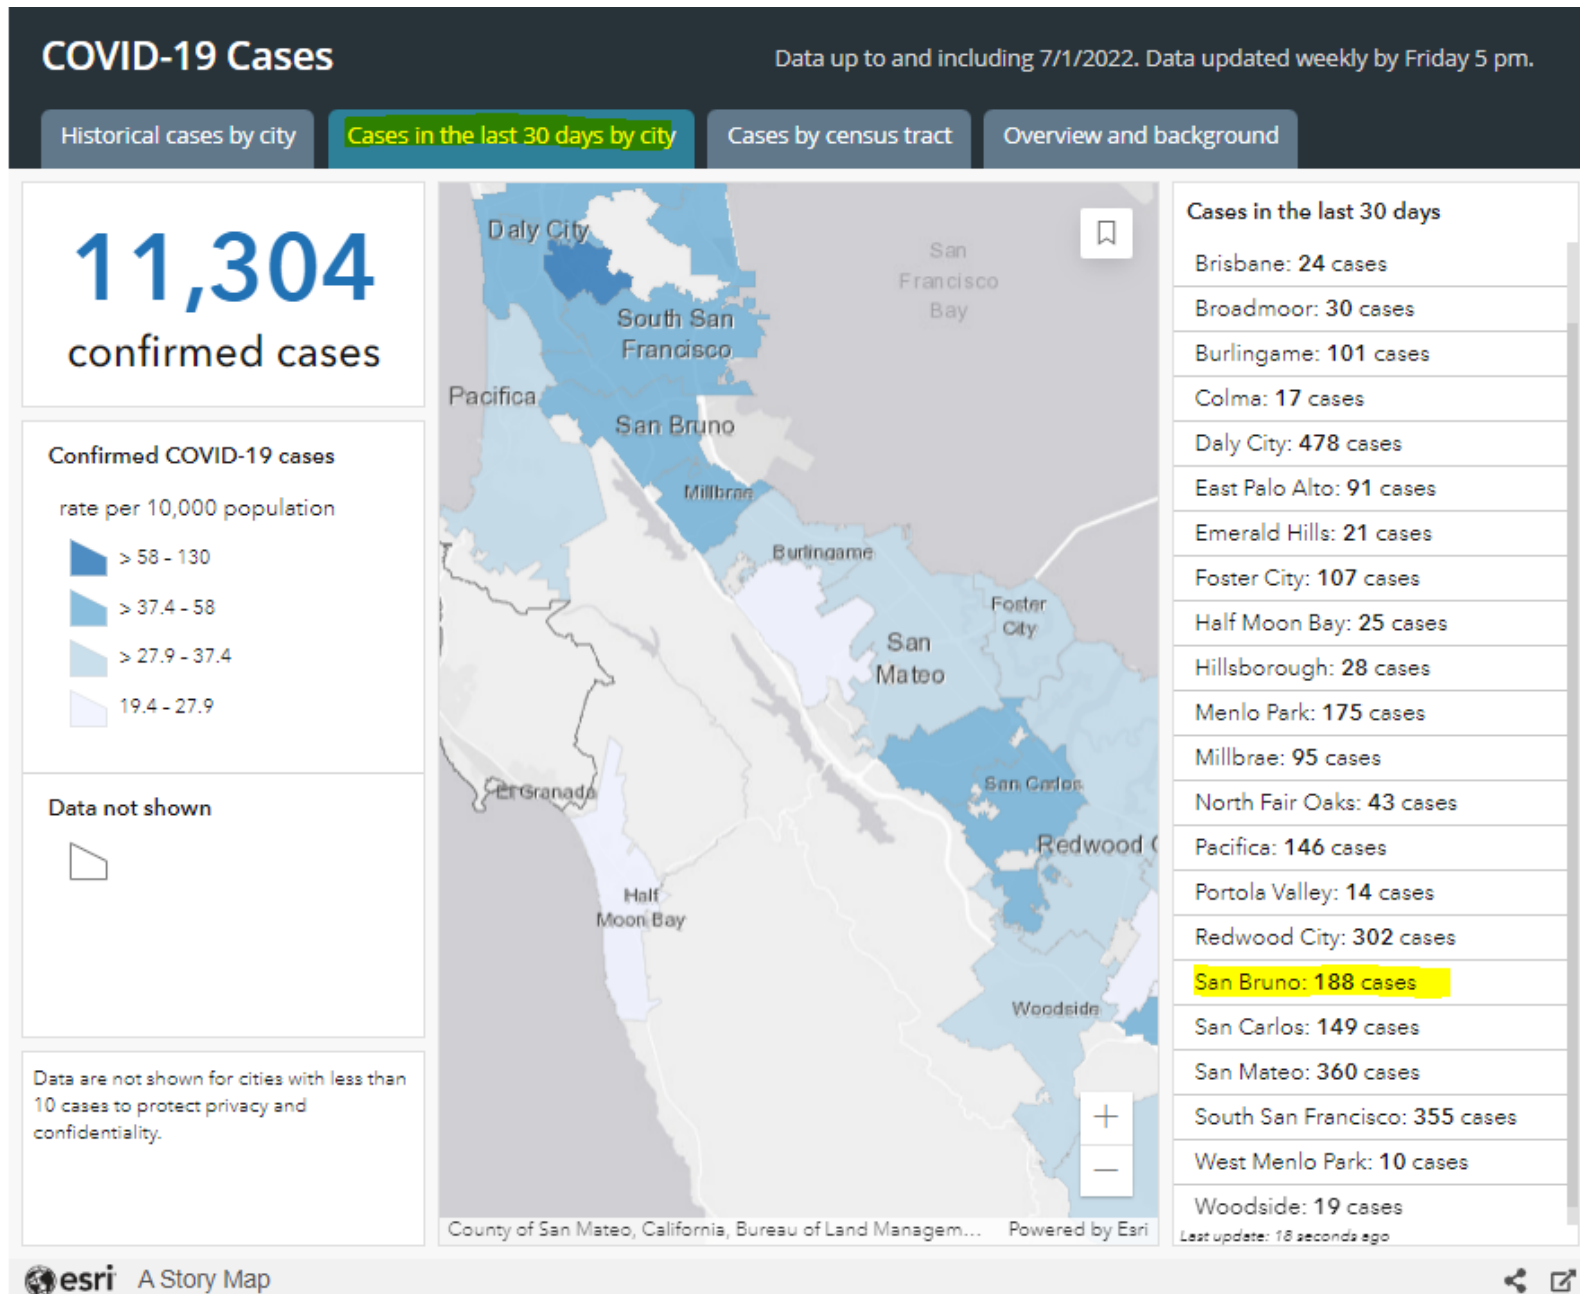 COVID-19 Cases
Data up to and including 7/1/2022. Data updated weekly by Friday 5 pm.
Historical cases by city
Cases in the last 30 days by city
Cases by census tract
Overview and background
11,304
confirmed cases
Confirmed COVID-19 cases
rate per 10,000 population
> 58 - 130
> 37.4 - 58
> 27.9 - 37.4
19.4 - 27.9
Data not shown
Data are not shown for cities with less than
10 cases to protect privacy and
confidentiality.
Daly City
San
Francisco
Bay
South San
Francisco
Pacifica
San Bruno
Millbrae
Burlingame
Foster
City
San
Mateo
San Carlos
El Granada
Redwood
Half
Moon Bay
Woodside
+
−
County of San Mateo, California, Bureau of Land Managem...
Powered by Esri
Cases in the last 30 days
Brisbane: 24 cases
Broadmoor: 30 cases
Burlingame: 101 cases
Colma: 17 cases
Daly City: 478 cases
East Palo Alto: 91 cases
Emerald Hills: 21 cases
Foster City: 107 cases
Half Moon Bay: 25 cases
Hillsborough: 28 cases
Menlo Park: 175 cases
Millbrae: 95 cases
North Fair Oaks: 43 cases
Pacifica: 146 cases
Portola Valley: 14 cases
Redwood City: 302 cases
San Bruno: 188 cases
San Carlos: 149 cases
San Mateo: 360 cases
South San Francisco: 355 cases
West Menlo Park: 10 cases
Woodside: 19 cases
Last update: 18 seconds ago
esri A Story Map